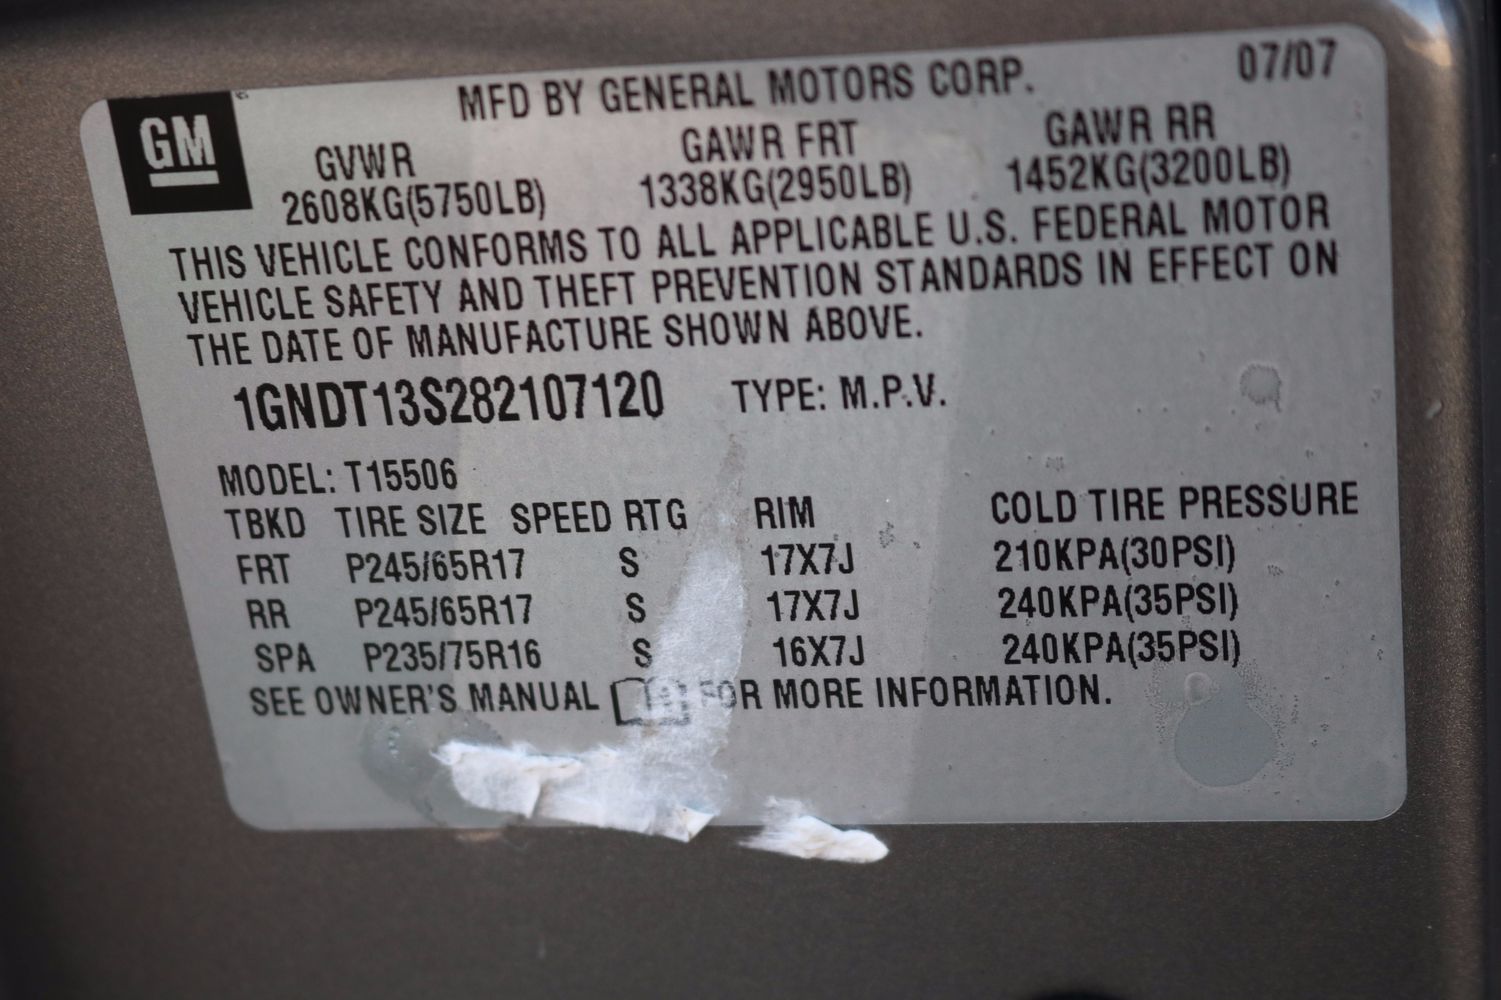 GM
MFD BY GENERAL MOTORS CORP. 07/07
GVWR GAWR FRT GAWR RR
2608KG(5750LB) 1338KG(2950LB) 1452KG(3200LB)
THIS VEHICLE CONFORMS TO ALL APPLICABLE U.S. FEDERAL MOTOR
VEHICLE SAFETY AND THEFT PREVENTION STANDARDS IN EFFECT ON
THE DATE OF MANUFACTURE SHOWN ABOVE.
1GNDT13S282107120 TYPE: M.P.V.
MODEL: T15506
TBKD TIRE SIZE SPEED RTG RIM COLD TIRE PRESSURE
FRT P245/65R17 S 17X7J 210KPA(30PSI)
RR P245/65R17 S 17X7J 240KPA(35PSI)
SPA P235/75R16 S 16X7J 240KPA(35PSI)
SEE OWNER'S MANUAL FOR MORE INFORMATION.